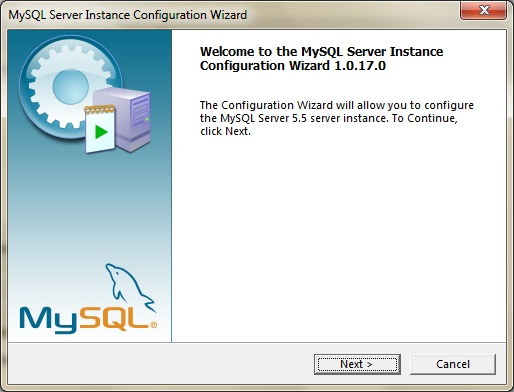 MySQL Server Instance Configuration Wizard
Welcome to the MySQL Server Instance
Configuration Wizard 1.0.17.0
The Configuration Wizard will allow you to configure
the MySQL Server 5.5 server instance. To Continue,
click Next.
MySQL®
Next >
Cancel